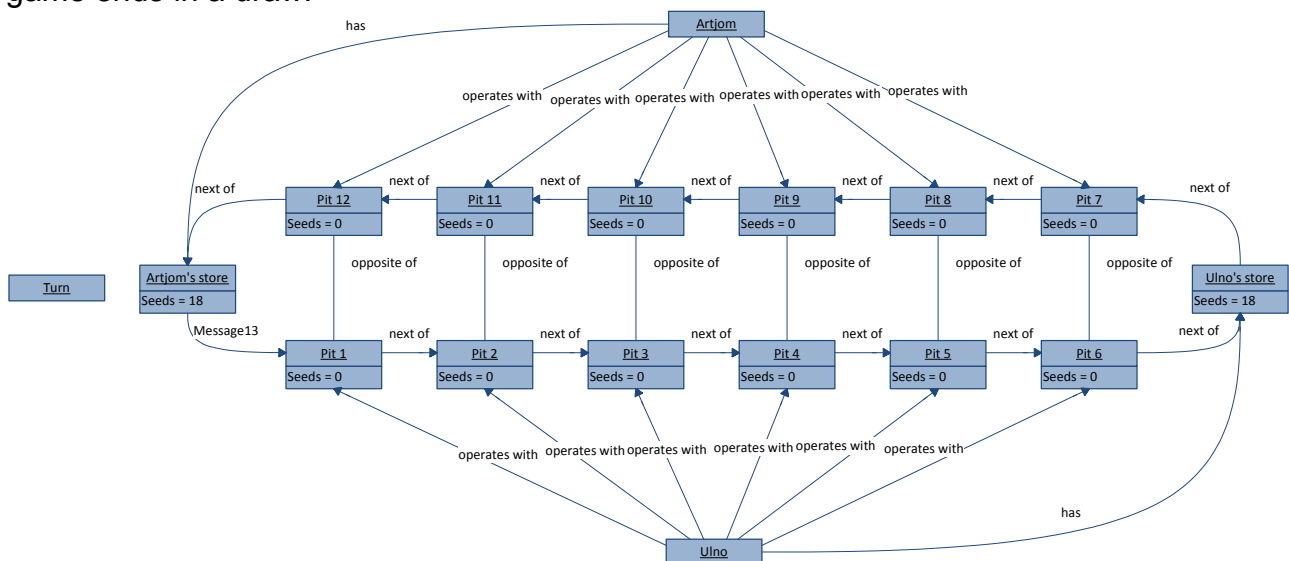 game ends in a draw
has
Artjom
operates with operates with operates with operates with operates with operates with
next of
Pit 12 next of Pit 11 next of Pit 10 next of Pit 9 next of Pit 8 next of Pit 7
next of
Seeds = 0 Seeds = 0 Seeds = 0 Seeds = 0 Seeds = 0 Seeds = 0
opposite of opposite of opposite of opposite of opposite of opposite of
Turn
Artjom's store
Seeds = 18
Ulno's store
Seeds = 18
Message13
next of next of next of next of next of next of
Pit 1 Pit 2 Pit 3 Pit 4 Pit 5 Pit 6
Seeds = 0 Seeds = 0 Seeds = 0 Seeds = 0 Seeds = 0 Seeds = 0
operates with operates with operates with operates with operates with operates with
has
Ulno